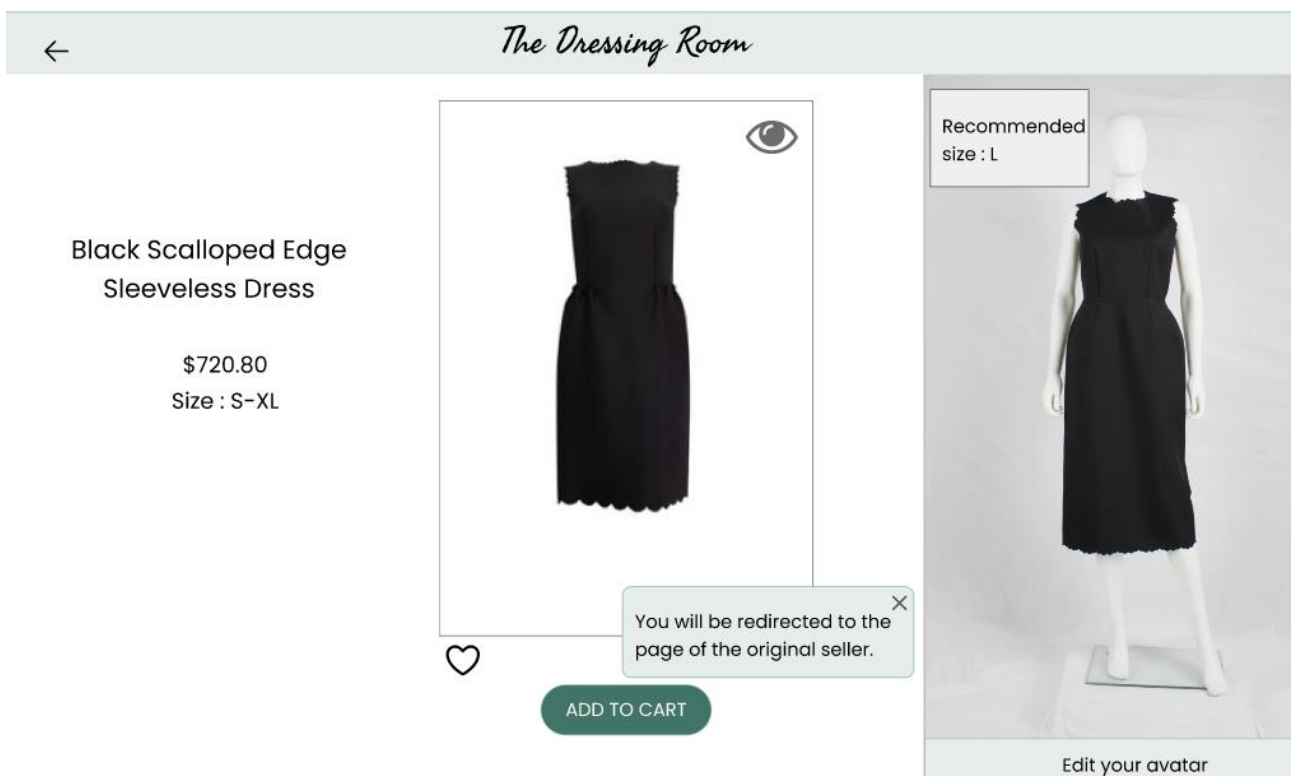 The Dressing Room
Black Scalloped Edge
Sleeveless Dress
$720.80
Size : S-XL
You will be redirected to the
page of the original seller.
ADD TO CART
Recommended
size : L
Edit your avatar